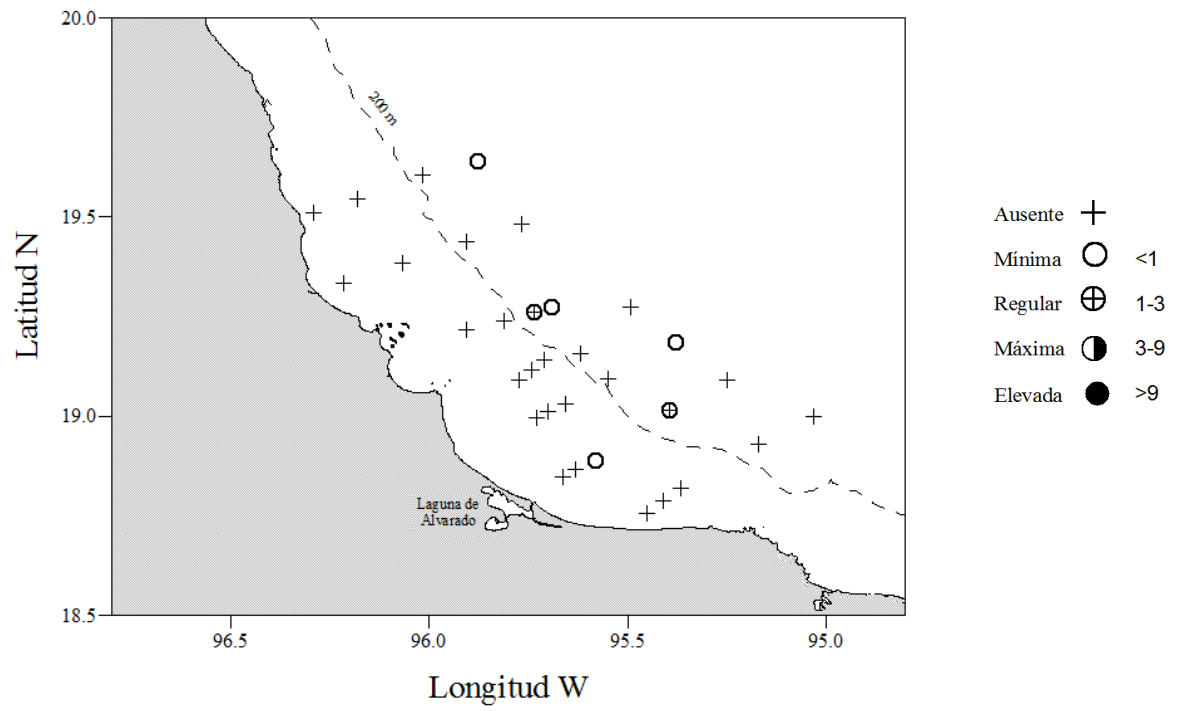 20.0
200 m
19.5
19.0
18.5
Latitud N
Laguna de
Alvarado
96.5 96.0 95.5 95.0
Longitud W
Ausente
Mínima <1
Regular 1-3
Máxima 3-9
Elevada >9